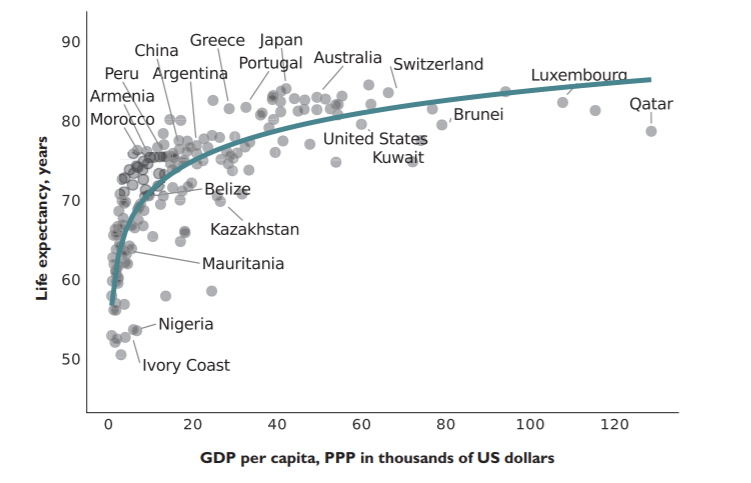 90
80
70
60
50
Life expectancy, years
Greece
Japan
China
Portugal
Australia
Switzerland
Peru
Argentina
Luxembourg
Armenia
Qatar
Morocco
Brunei
United States
Kuwait
Belize
Kazakhstan
Mauritania
Nigeria
Ivory Coast
0 20 40 60 80 100 120
GDP per capita, PPP in thousands of US dollars